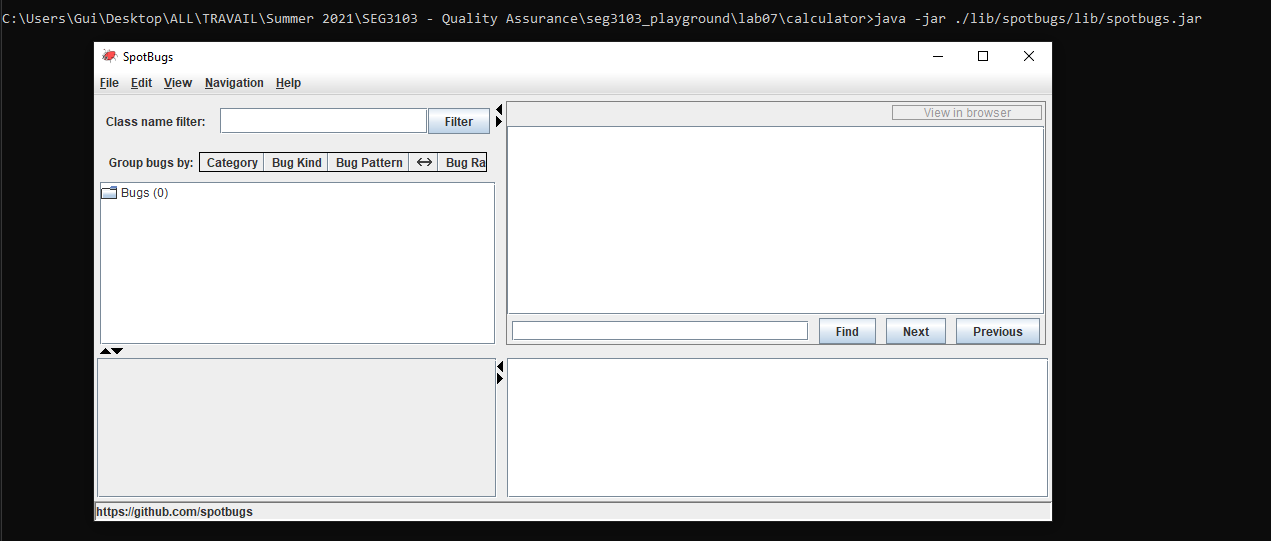 C:\Users\Gui\Desktop\ALL\TRAVAIL\Summer 2021\SEG3103 - Quality Assurance\seg3103_playground\lab07\calculator>java -jar ./lib/spotbugs/lib/spotbugs.jar
SpotBugs
File Edit View Navigation Help
Class name filter: Filter
View in browser
Group bugs by: Category Bug Kind Bug Pattern ↔ Bug Ra
Bugs (0)
Find Next Previous
https://github.com/spotbugs